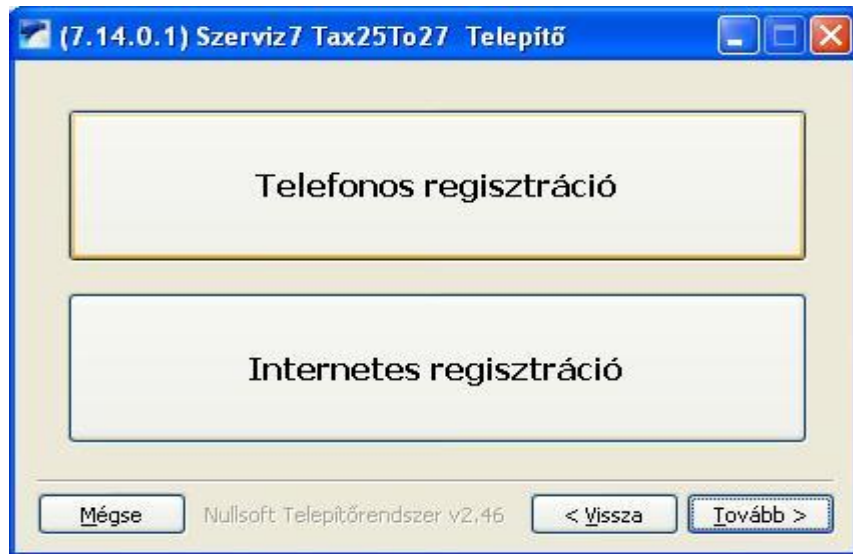 (7.14.0.1) Szerviz7 Tax25To27 Telepítő
Telefonos regisztráció
Internetes regisztráció
Mégse
Nullsoft Telepítőrendszer v2.46
< Vissza
Tovább >